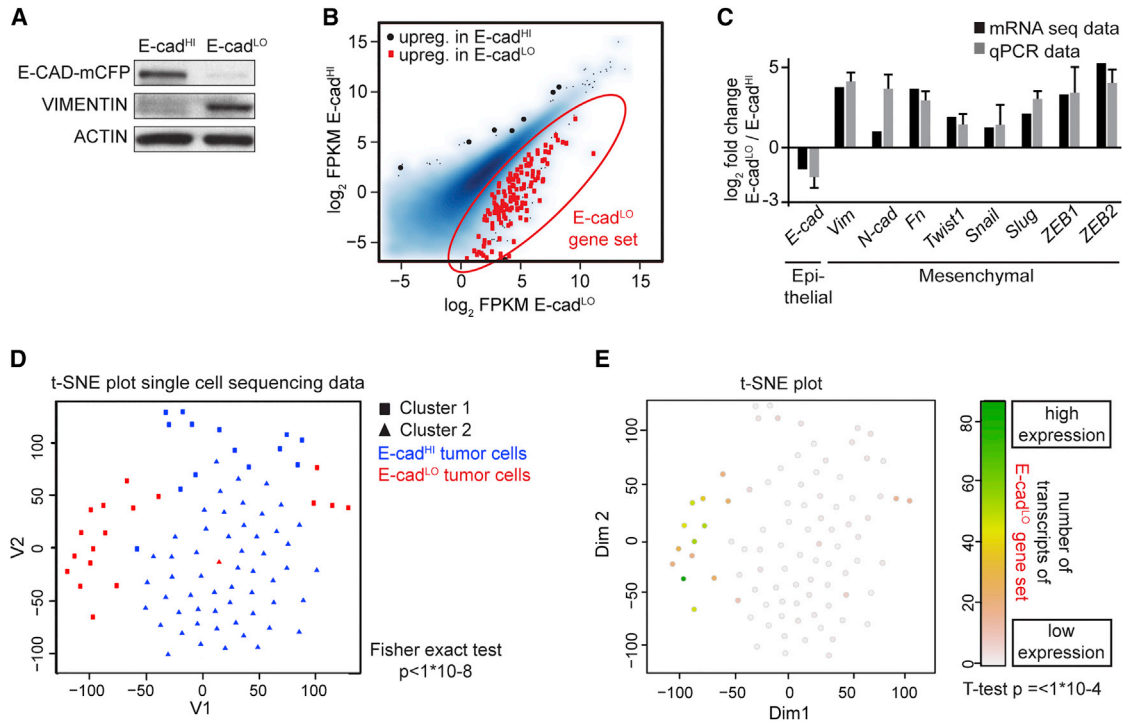 A
E-cadHI E-cadLO
E-CAD-mCFP
VIMENTIN
ACTIN
B
upreg. in E-cadHI
upreg. in E-cadLO
15
10
5
0
−5
log2 FPKM E-cadHI
E-cadLO
gene set
−5 0 5 10 15
log2 FPKM E-cadLO
C
mRNA seq data
qPCR data
5
0
-3
log2 fold change
E-cadLO / E-cadHI
E-cad Vim N-cad Fn Twist1 Snail Slug ZEB1 ZEB2
Epi-
thelial
Mesenchymal
D
t-SNE plot single cell sequencing data
100
50
0
−50
−100
V2
−100 −50 0 50 100
V1
Cluster 1
Cluster 2
E-cadHI tumor cells
E-cadLO tumor cells
Fisher exact test
p<1*10-8
E
t-SNE plot
100
50
0
−50
−100
Dim 2
−100 −50 0 50 100
Dim1
80
60
40
20
0
high
expression
number of
transcripts of
E-cadLO gene set
low
expression
T-test p =<1*10-4